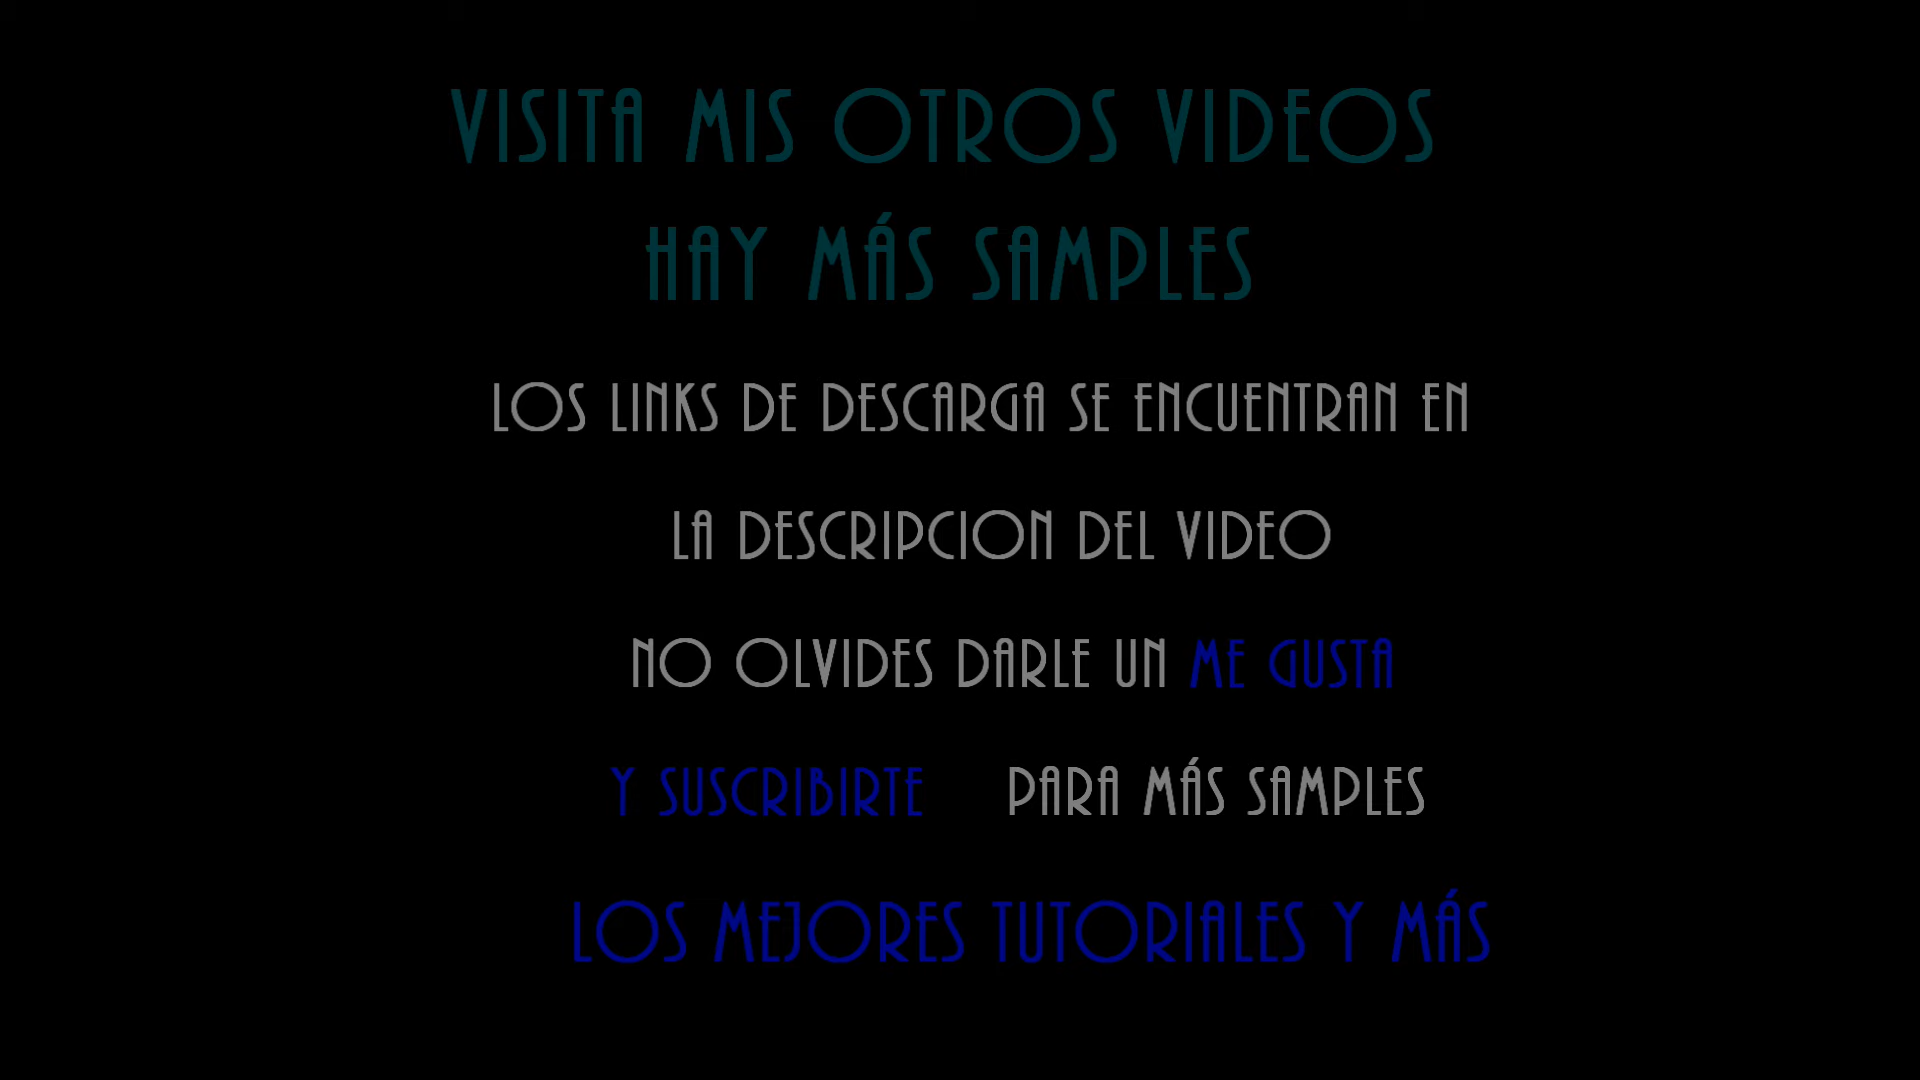 VISITA MIS OTROS VIDEOS
HAY MÁS SAMPLES
LOS LINKS DE DESCARGA SE ENCUENTRAN EN
LA DESCRIPCION DEL VIDEO
NO OLVIDES DARLE UN ME GUSTA
Y SUSCRIBIRTE PARA MÁS SAMPLES
LOS MEJORES TUTORIALES Y MÁS